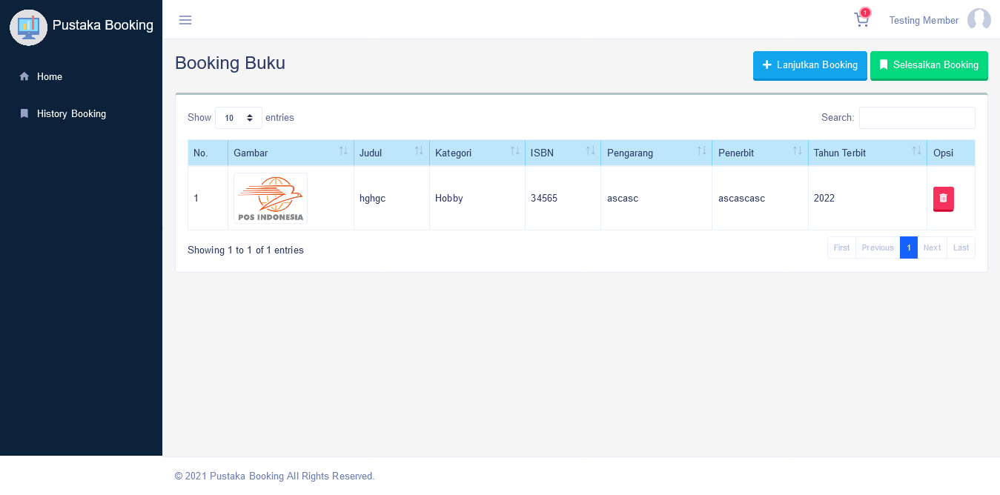 Pustaka Booking
1
Testing Member
Home
History Booking
Booking Buku
Lanjutkan Booking
Selesaikan Booking
Show 10 entries
Search:
No. Gambar Judul Kategori ISBN Pengarang Penerbit Tahun Terbit Opsi
1 hghgc Hobby 34565 ascasc ascascasc 2022
POS INDONESIA
Showing 1 to 1 of 1 entries
First Previous 1 Next Last
© 2021 Pustaka Booking All Rights Reserved.